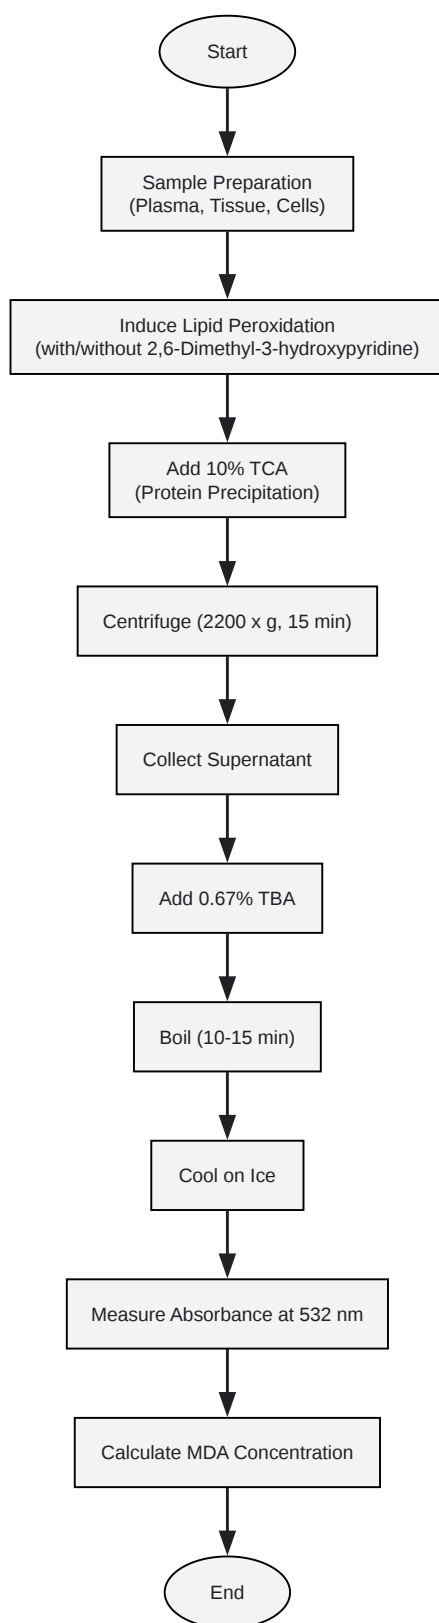 Start
Sample Preparation
(Plasma, Tissue, Cells)
Induce Lipid Peroxidation
(with/without 2,6-Dimethyl-3-hydroxypyridine)
Add 10% TCA
(Protein Precipitation)
Centrifuge (2200 x g, 15 min)
Collect Supernatant
Add 0.67% TBA
Boil (10-15 min)
Cool on Ice
Measure Absorbance at 532 nm
Calculate MDA Concentration
End